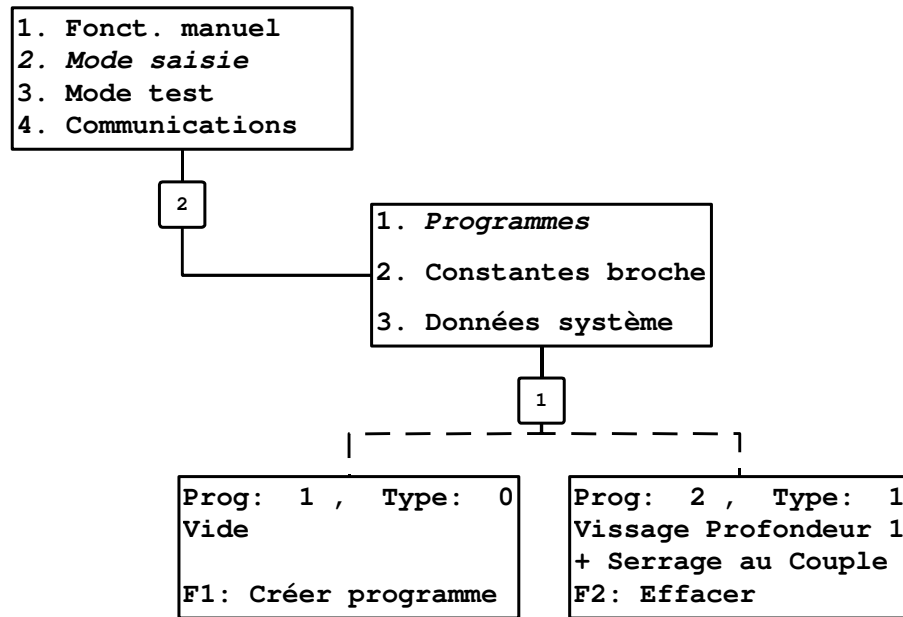 1. Fonct. manuel
2. Mode saisie
3. Mode test
4. Communications
2
1. Programmes
2. Constantes broche
3. Données système
1
Prog: 1 , Type: 0
Vide
F1: Créer programme
Prog: 2 , Type: 1
Vissage Profondeur 1
+ Serrage au Couple
F2: Effacer